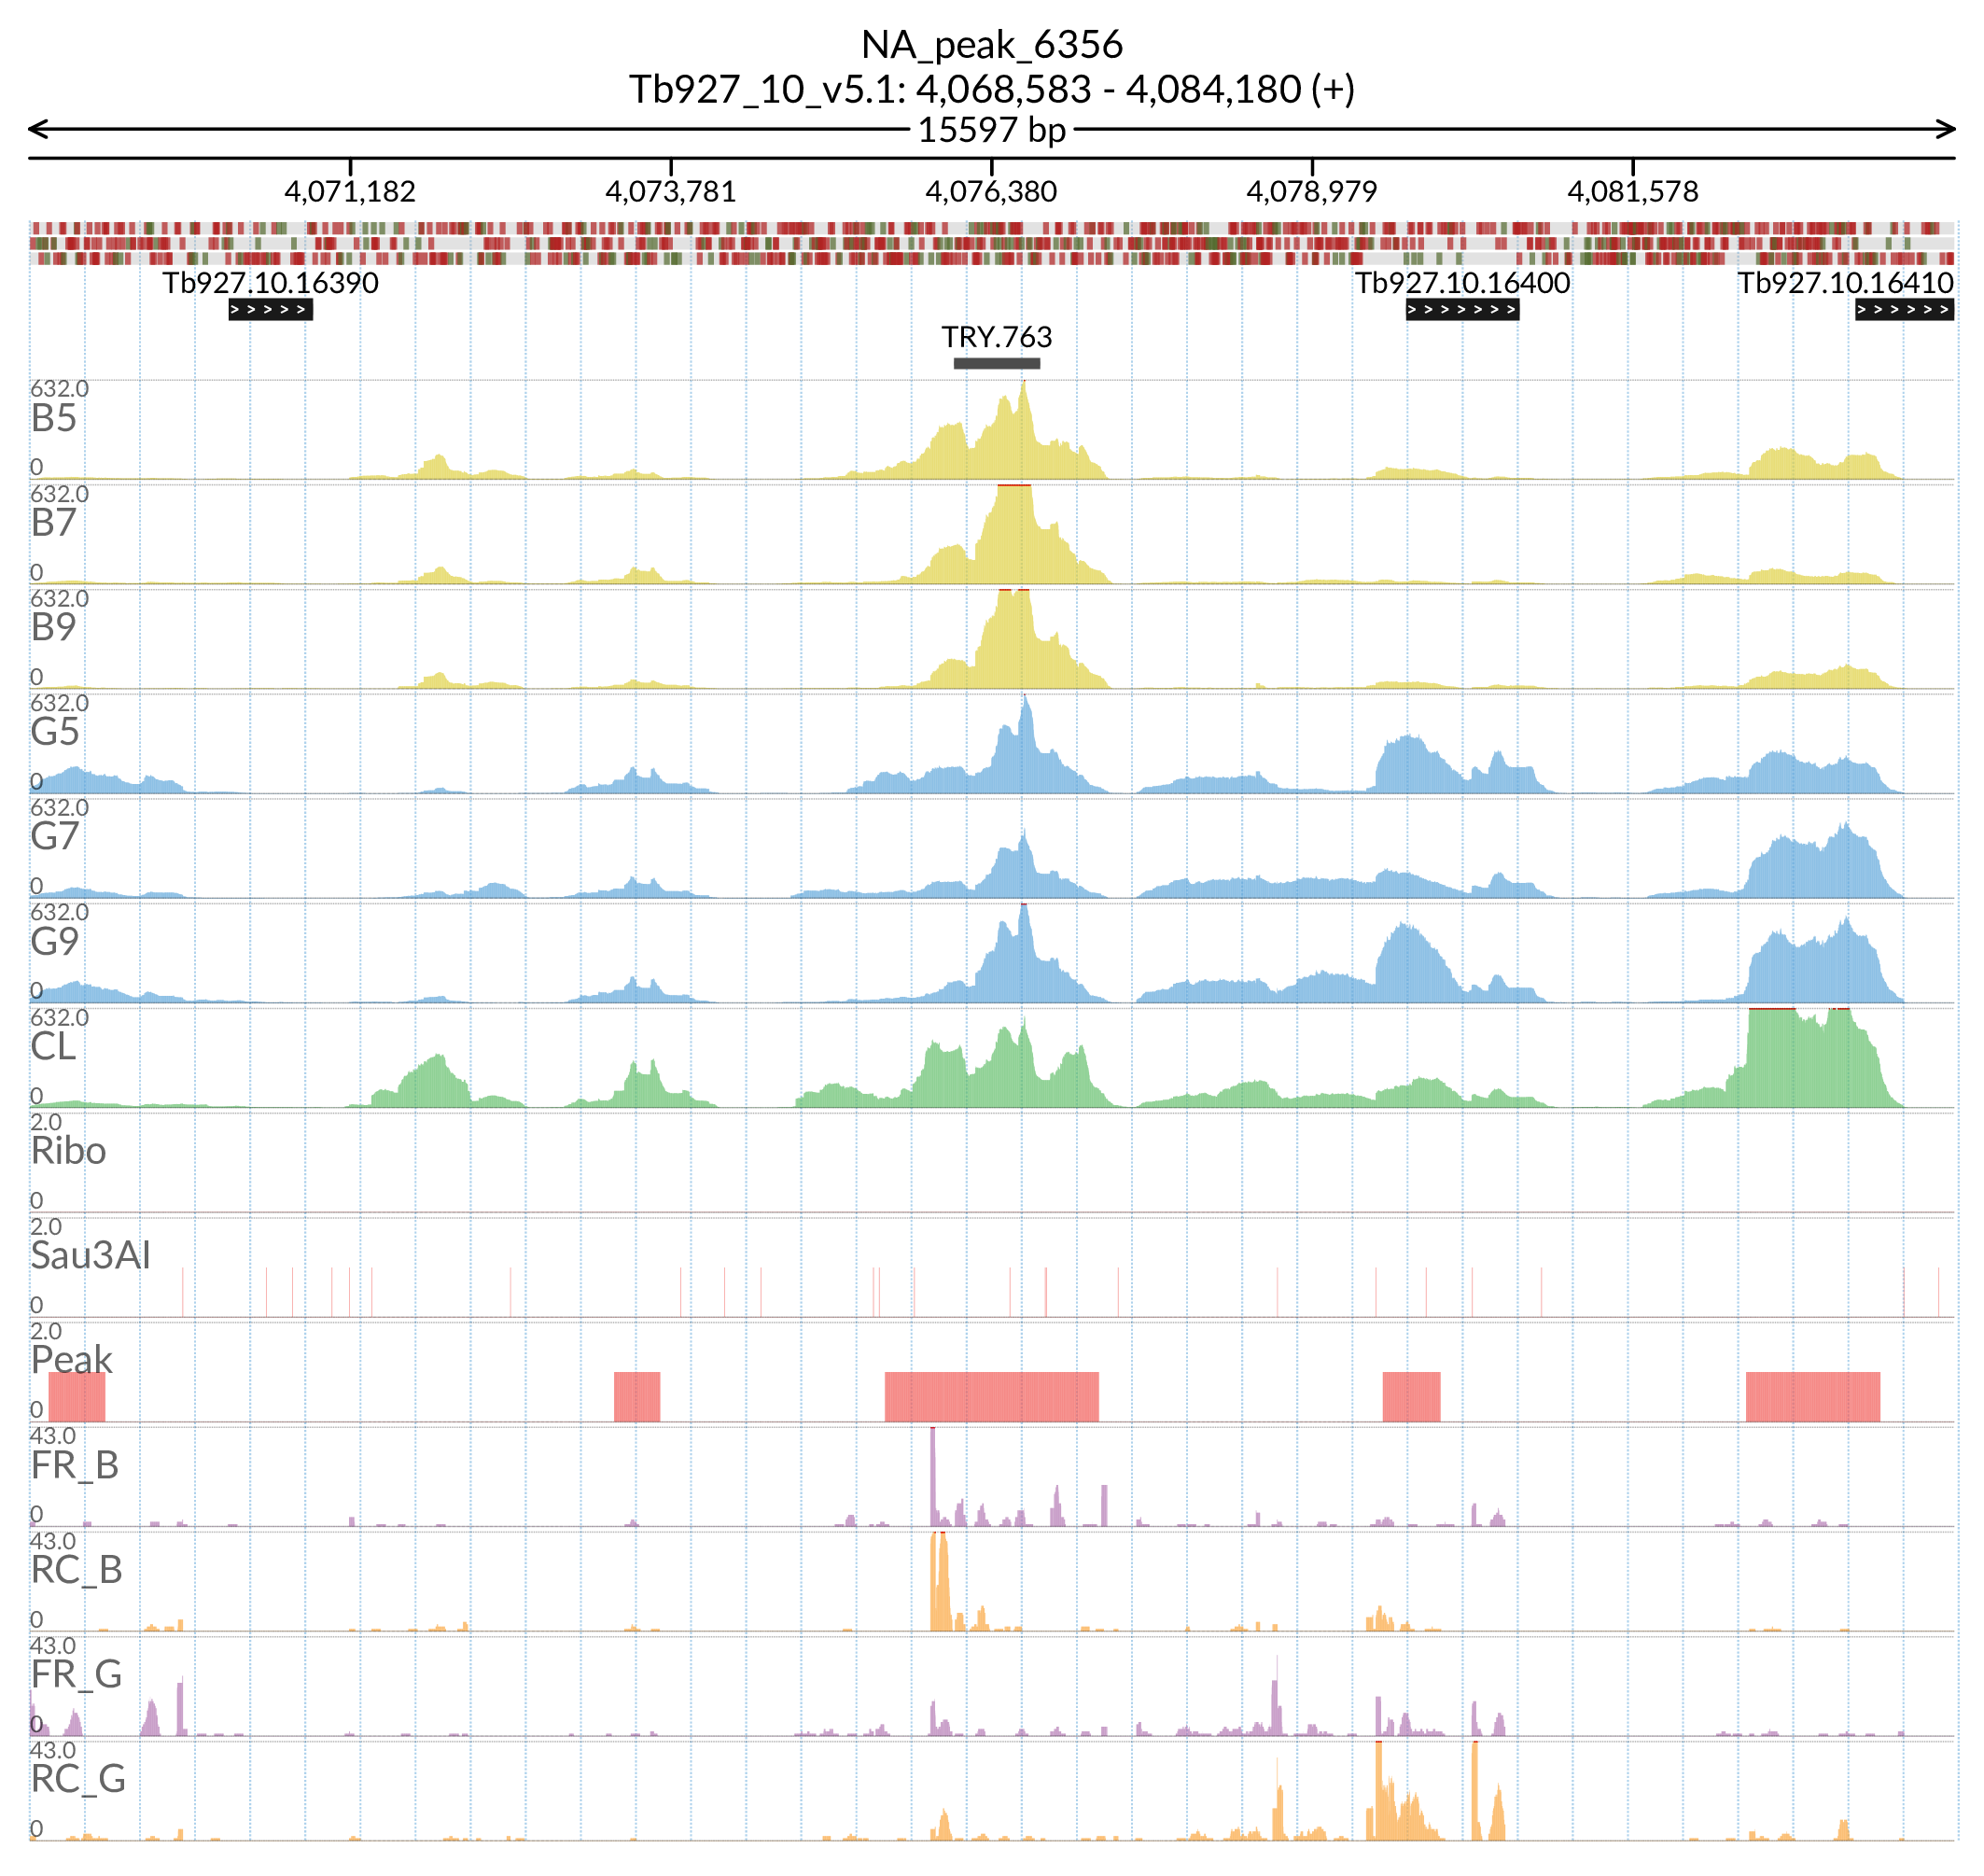 NA_peak_6356
Tb927_10_v5.1: 4,068,583 - 4,084,180 (+)
15597 bp
4,071,182 4,073,781 4,076,380 4,078,979 4,081,578
Tb927.10.16390 Tb927.10.16400 Tb927.10.16410
> > > > > > > > > > > > > > > > > >
TRY.763
632.0
B5
0
632.0
B7
0
632.0
B9
0
632.0
G5
0
632.0
G7
0
632.0
G9
0
632.0
CL
0
2.0
Ribo
0
2.0
Sau3AI
0
2.0
Peak
0
43.0
FR_B
0
43.0
RC_B
0
43.0
FR_G
0
43.0
RC_G
0